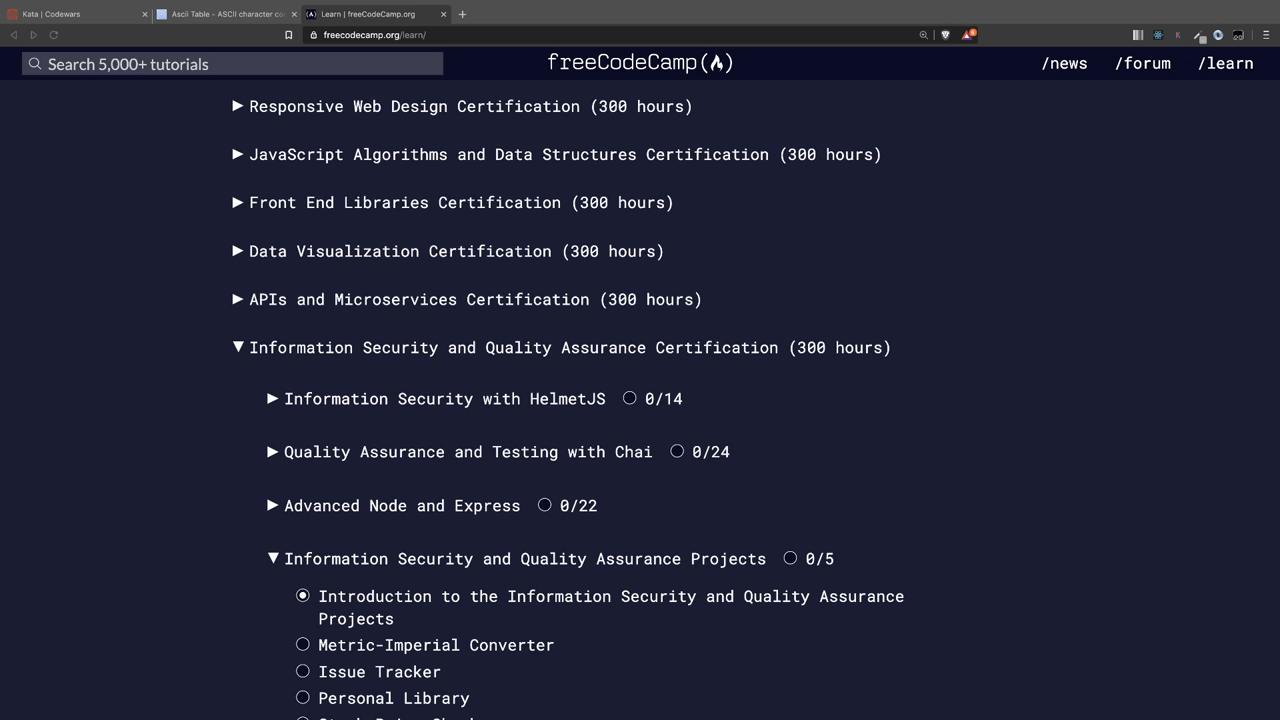 Kata | Codewars
Ascii Table - ASCII character co
Learn | freeCodeCamp.org
freecodecamp.org/learn/
6
Search 5,000+ tutorials
freeCodeCamp
/news
/forum
/learn
Responsive Web Design Certification (300 hours)
JavaScript Algorithms and Data Structures Certification (300 hours)
Front End Libraries Certification (300 hours)
Data Visualization Certification (300 hours)
APIs and Microservices Certification (300 hours)
Information Security and Quality Assurance Certification (300 hours)
Information Security with HelmetJS 0/14
Quality Assurance and Testing with Chai 0/24
Advanced Node and Express 0/22
Information Security and Quality Assurance Projects 0/5
Introduction to the Information Security and Quality Assurance
Projects
Metric-Imperial Converter
Issue Tracker
Personal Library